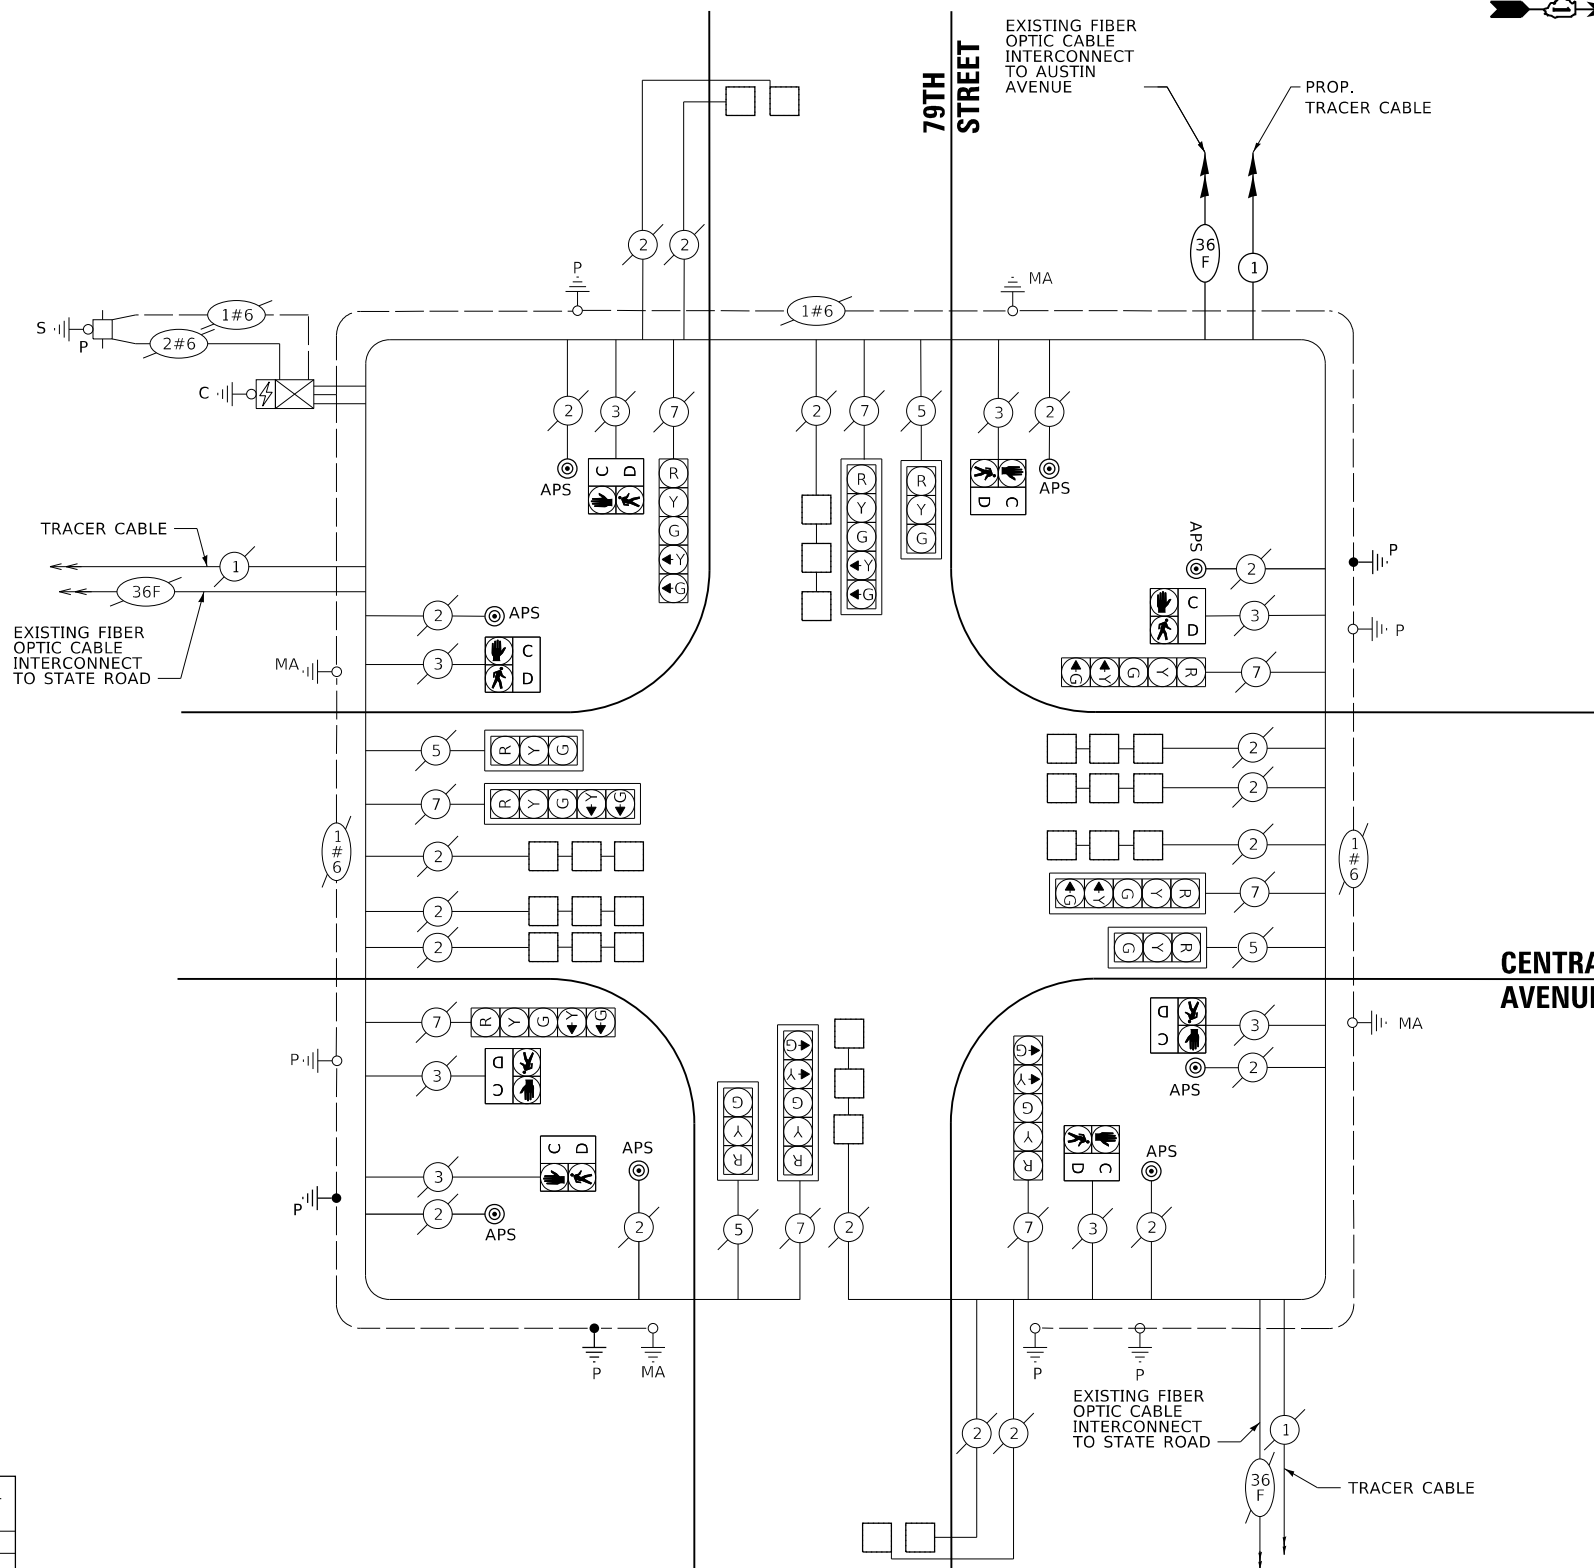 EXISTING FIBER
OPTIC CABLE
INTERCONNECT
TO AUSTIN
AVENUE
79TH
STREET
PROP.
TRACER CABLE
2
2
36
F
1
P
1#6
MA
S
P
1#6
2#6
C
2
3
7
2
7
5
3
2
APS
C D
R
Y
G
Y
G
R
Y
G
Y
G
R
Y
G
D C
APS
TRACER CABLE
1
36F
EXISTING FIBER
OPTIC CABLE
INTERCONNECT
TO STATE ROAD
2
APS
3
C
D
MA
APS
2
P
C
D
3
P
G Y G Y R
7
5
R Y G
7
R Y G Y G
1
#
6
2
2
2
2
2
2
G Y G Y R
7
1
#
6
G Y R
5
CENTRA
AVENUE
7
R Y G Y G
P
3
D
C
D
C
3
MA
2
APS
3
C D
P
2
APS
APS
2
G
Y
R
5
G
Y
G
Y
R
7
2
G
Y
G
Y
R
7
D C
3
APS
2
P
MA
P
P
EXISTING FIBER
OPTIC CABLE
INTERCONNECT
TO STATE ROAD
2
2
1
36
F
TRACER CABLE